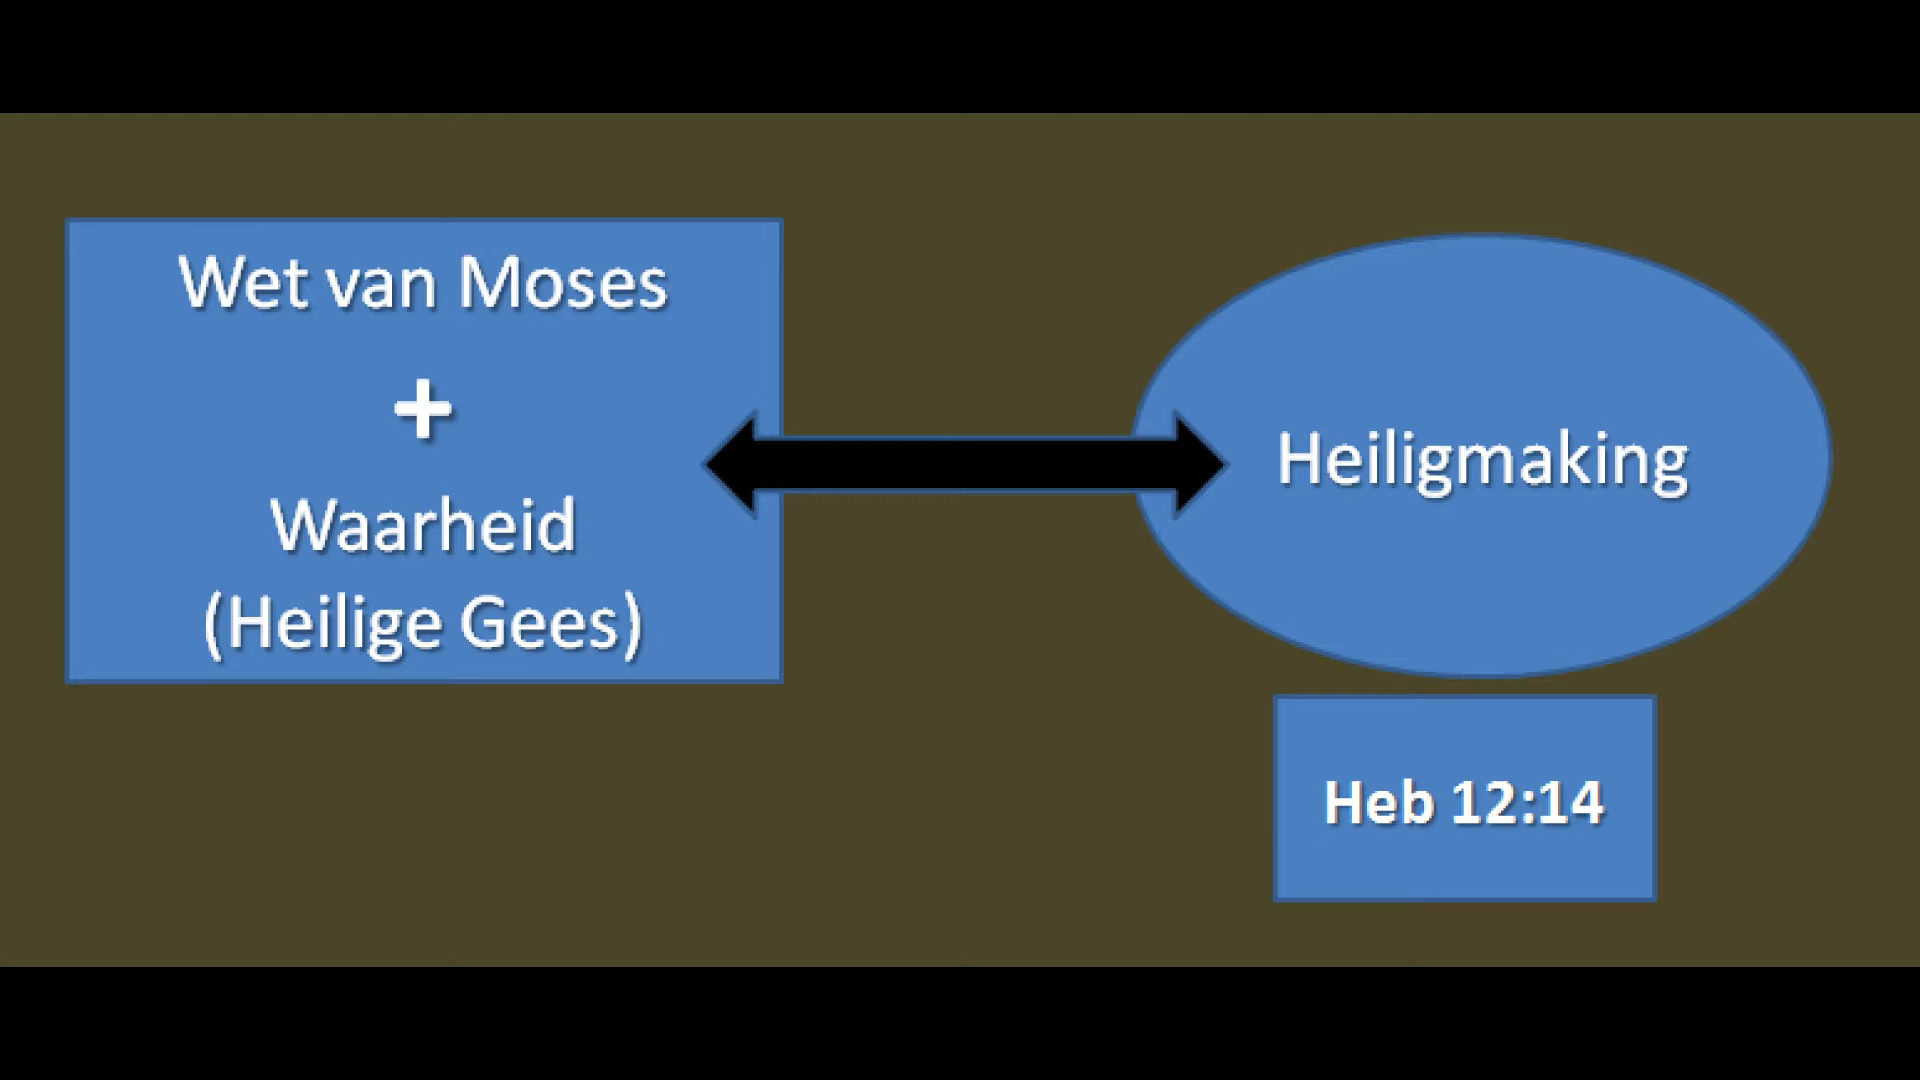 Wet van Moses
+
Waarheid
(Heilige Gees)
Heiligmaking
Heb 12:14